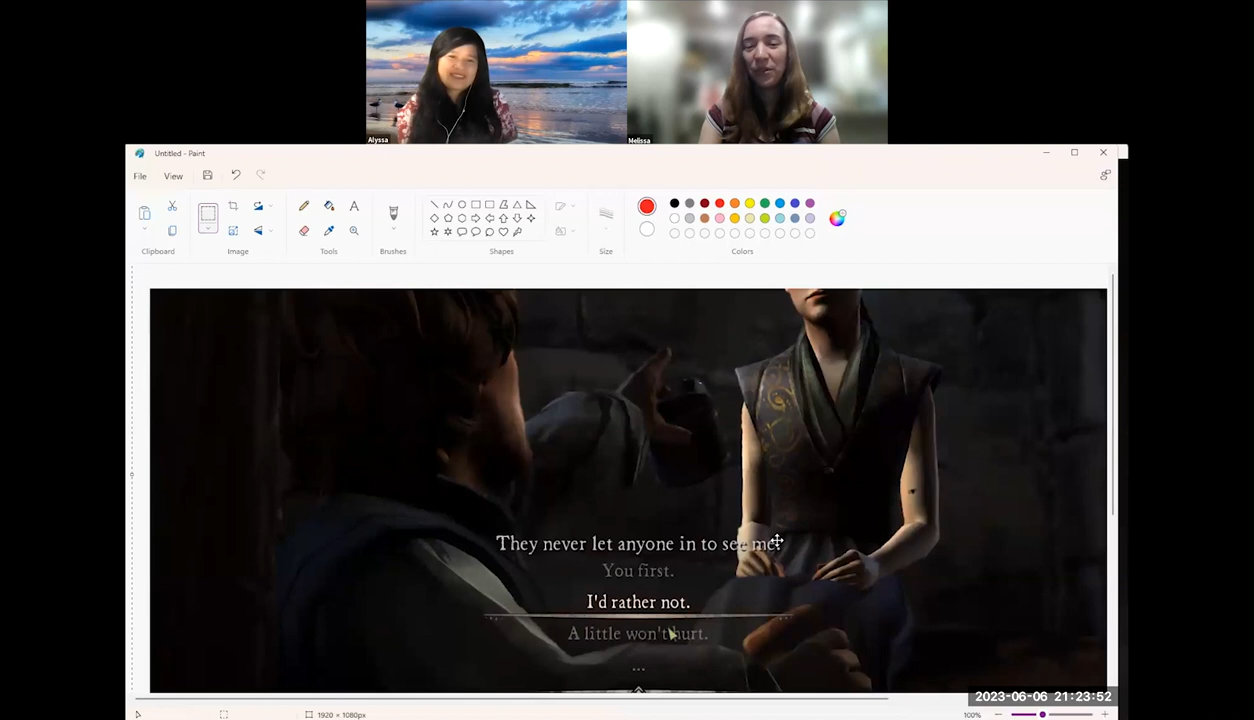 Alyssa
Melissa
Untitled - Paint
File View
Clipboard
Image
Tools
Brushes
Shapes
Size
Colors
They never let anyone in to see me.
You first.
I'd rather not.
A little won't hurt.
...
2023-06-06 21:23:52
1920 × 1080px
100%